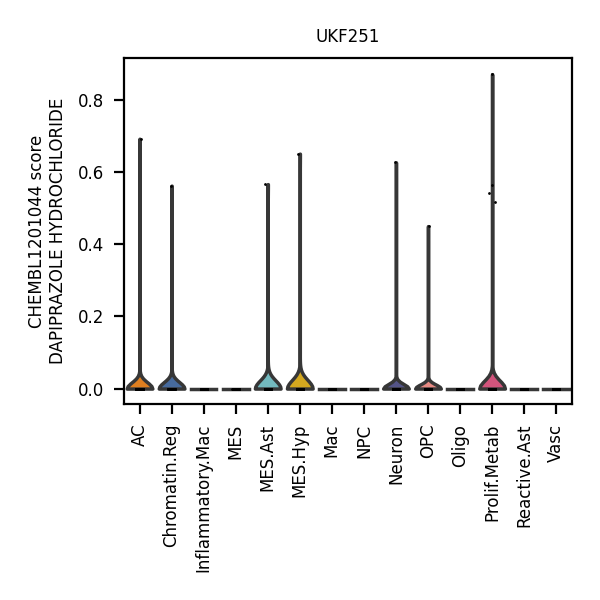 UKF251
CHEMBL1201044 score
DAPIPRAZOLE HYDROCHLORIDE
0.8
0.6
0.4
0.2
0.0
AC
Chromatin.Reg
Inflammatory.Mac
MES
MES.Ast
MES.Hyp
Mac
NPC
Neuron
OPC
Oligo
Prolif.Metab
Reactive.Ast
Vasc